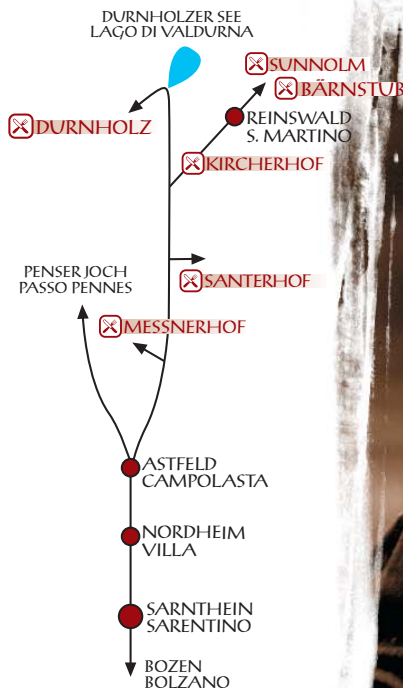 DURNHOLZER SEE
LAGO DI VALDURNA
SUNNOLM
BÄRNSTUB
DURNHOLZ
REINSWALD
S. MARTINO
KIRCHERHOF
PENSER JOCH
PASSO PENNES
SANTERHOF
MESSNERHOF
ASTFELD
CAMPOLASTA
NORDHEIM
VILLA
SARNTHEIN
SARENTINO
BOZEN
BOLZANO